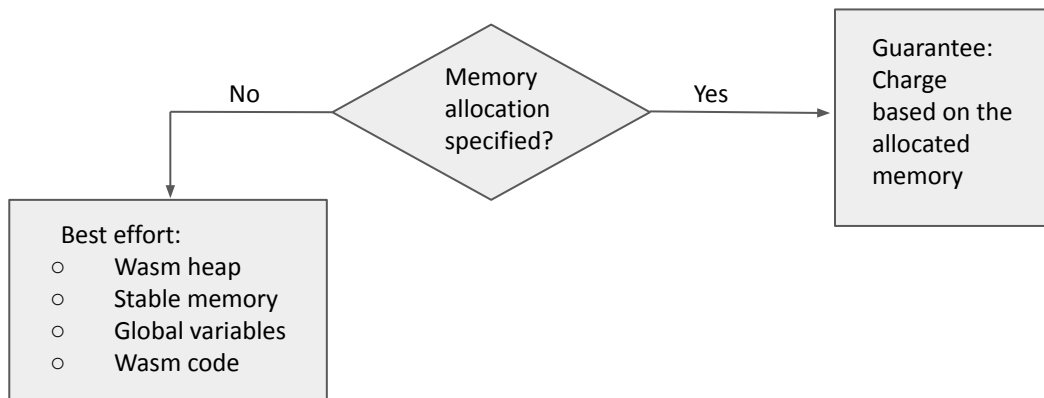 Memory
allocation
specified?
No
Yes
Guarantee:
Charge
based on the
allocated
memory
Best effort:
○ Wasm heap
○ Stable memory
○ Global variables
○ Wasm code